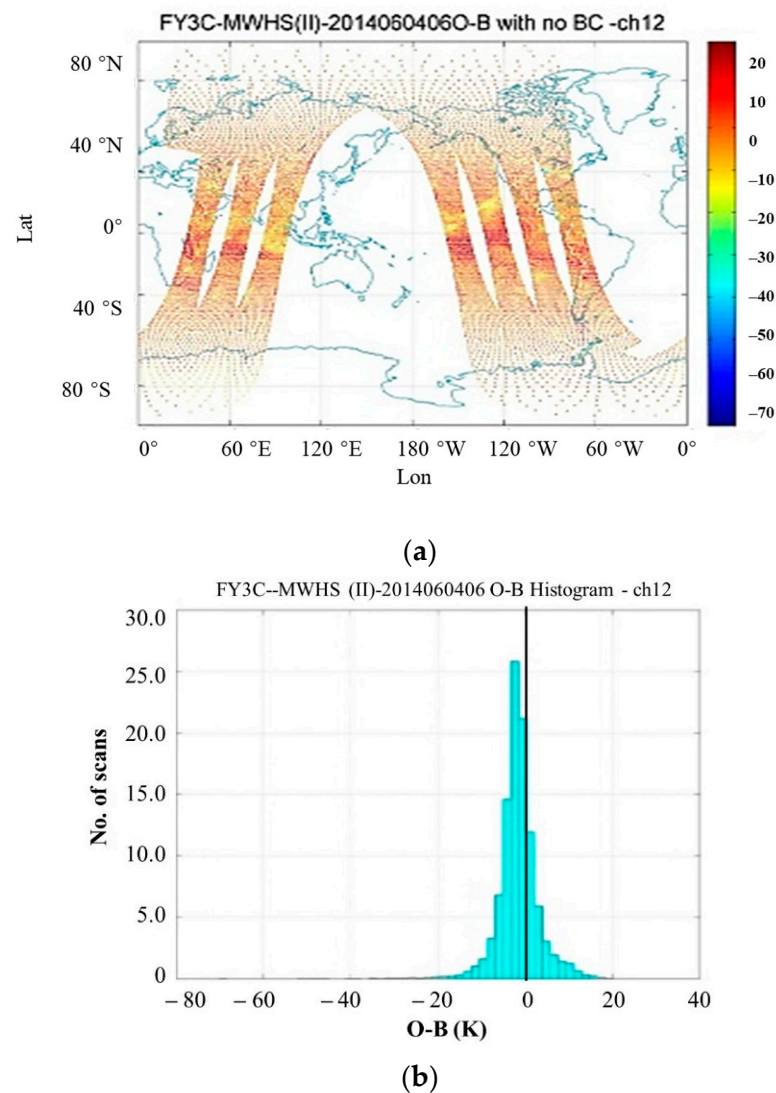 FY3C-MWHS(II)-2014060406O-B with no BC -ch12
80 °N
40 °N
0°
40 °S
80 °S
Lat
20
10
0
−10
−20
−30
−40
−50
−60
−70
0° 60 °E 120 °E 180 °W 120 °W 60 °W 0°
Lon
(a)
FY3C--MWHS (II)-2014060406 O-B Histogram - ch12
30.0
25.0
20.0
15.0
10.0
5.0
0
No. of scans
− 80 − 60 − 40 − 20 0 20 40
O-B (K)
(b)